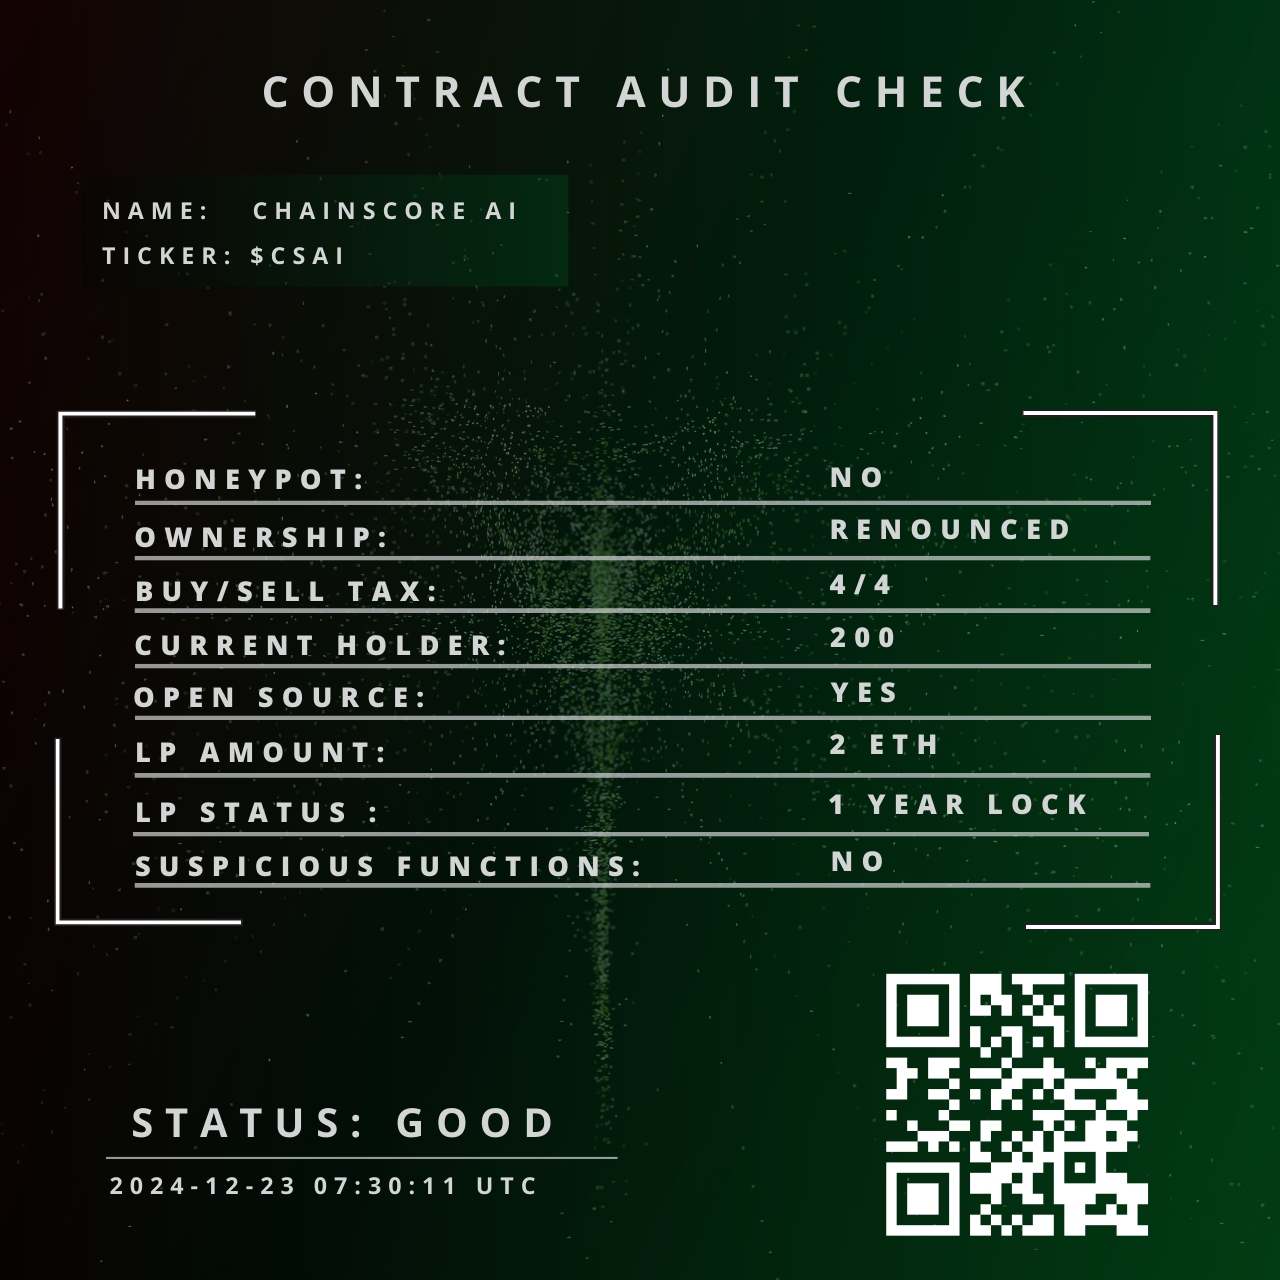 CONTRACT AUDIT CHECK
NAME: CHAINSCORE AI
TICKER: $CSAI
HONEYPOT: NO
OWNERSHIP: RENOUNCED
BUY/SELL TAX: 4/4
CURRENT HOLDER: 200
OPEN SOURCE: YES
LP AMOUNT: 2 ETH
LP STATUS : 1 YEAR LOCK
SUSPICIOUS FUNCTIONS: NO
STATUS: GOOD
2024-12-23 07:30:11 UTC